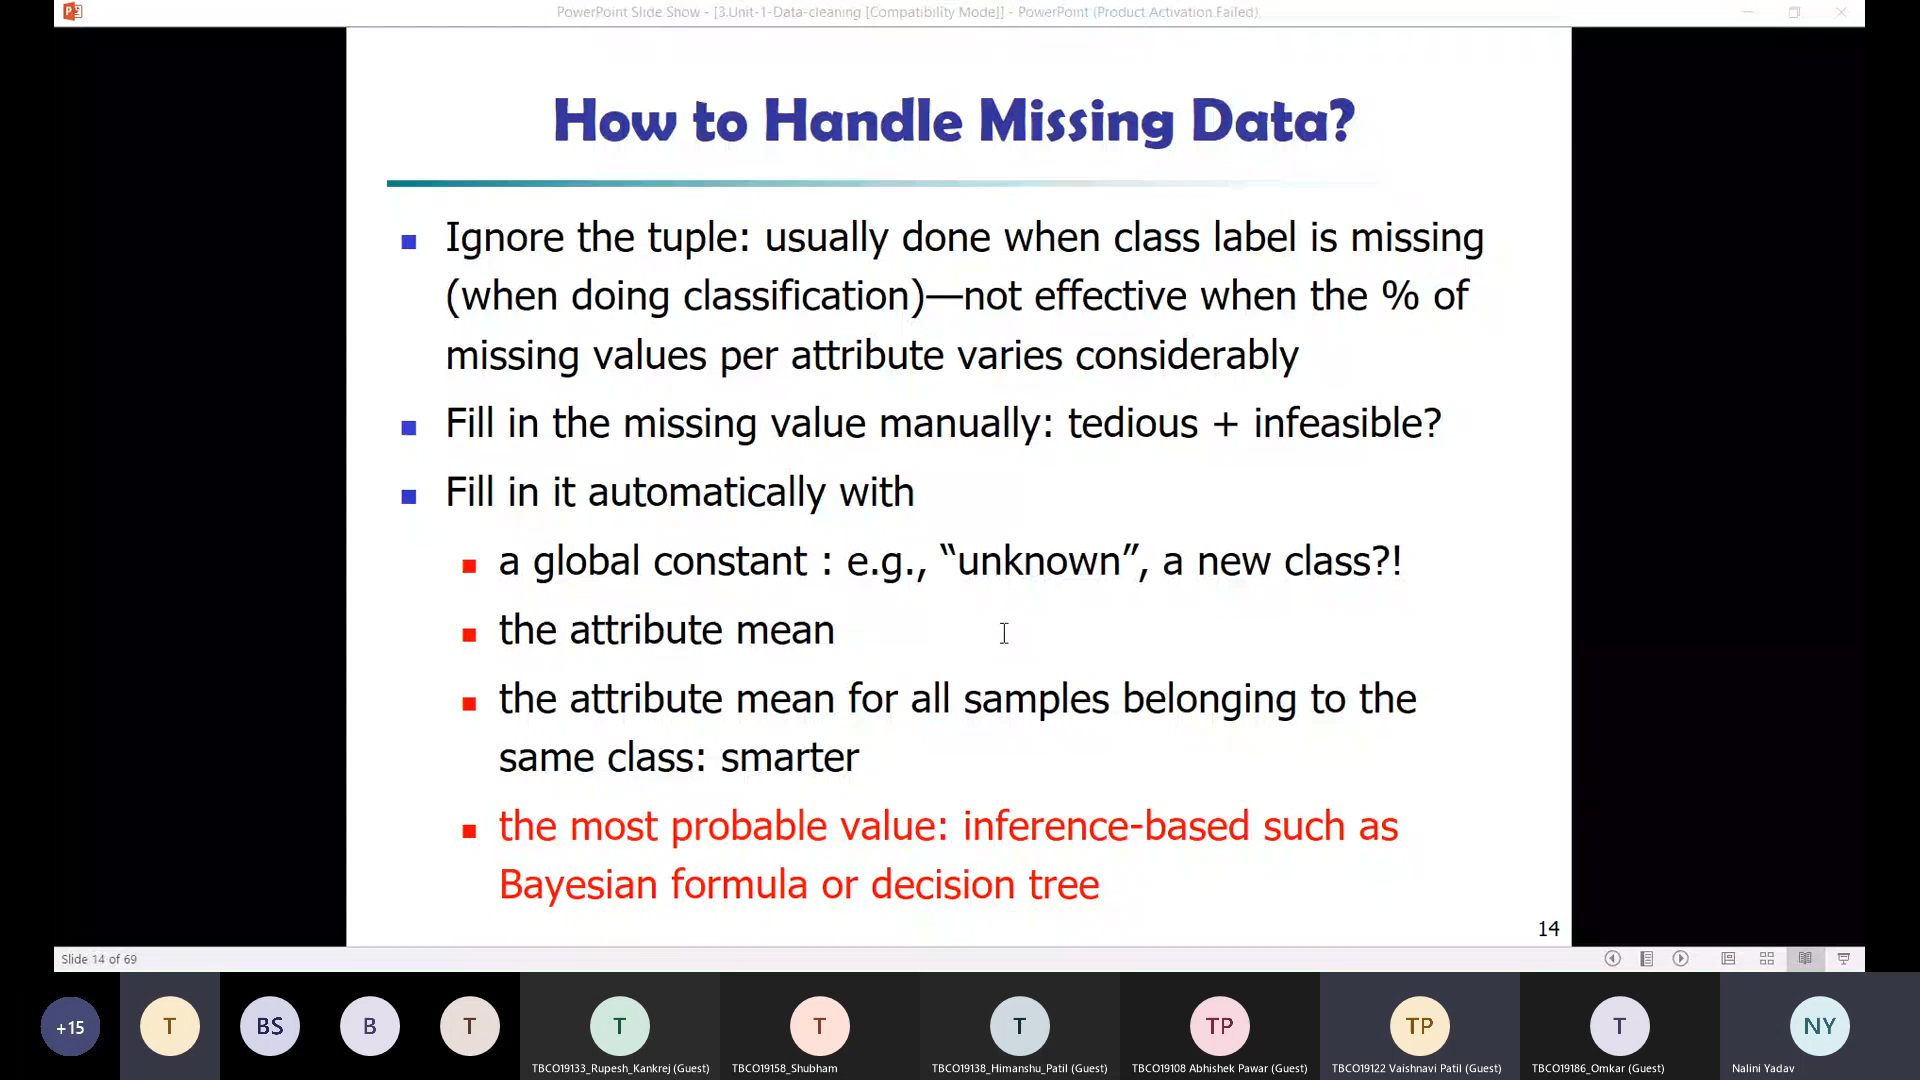 PowerPoint Slide Show - [3.Unit-1-Data-cleaning [Compatibility Mode]] - PowerPoint (Product Activation Failed)
How to Handle Missing Data?
Ignore the tuple: usually done when class label is missing
(when doing classification)—not effective when the % of
missing values per attribute varies considerably
Fill in the missing value manually: tedious + infeasible?
Fill in it automatically with
a global constant : e.g., “unknown”, a new class?!
the attribute mean
the attribute mean for all samples belonging to the
same class: smarter
the most probable value: inference-based such as
Bayesian formula or decision tree
14
Slide 14 of 69
+15
T
BS
B
T
T
T
T
TP
TP
T
NY
TBCO19133_Rupesh_Kankrej (Guest)
TBCO19158_Shubham
TBCO19138_Himanshu_Patil (Guest)
TBCO19108 Abhishek Pawar (Guest)
TBCO19122 Vaishnavi Patil (Guest)
TBCO19186_Omkar (Guest)
Nalini Yadav